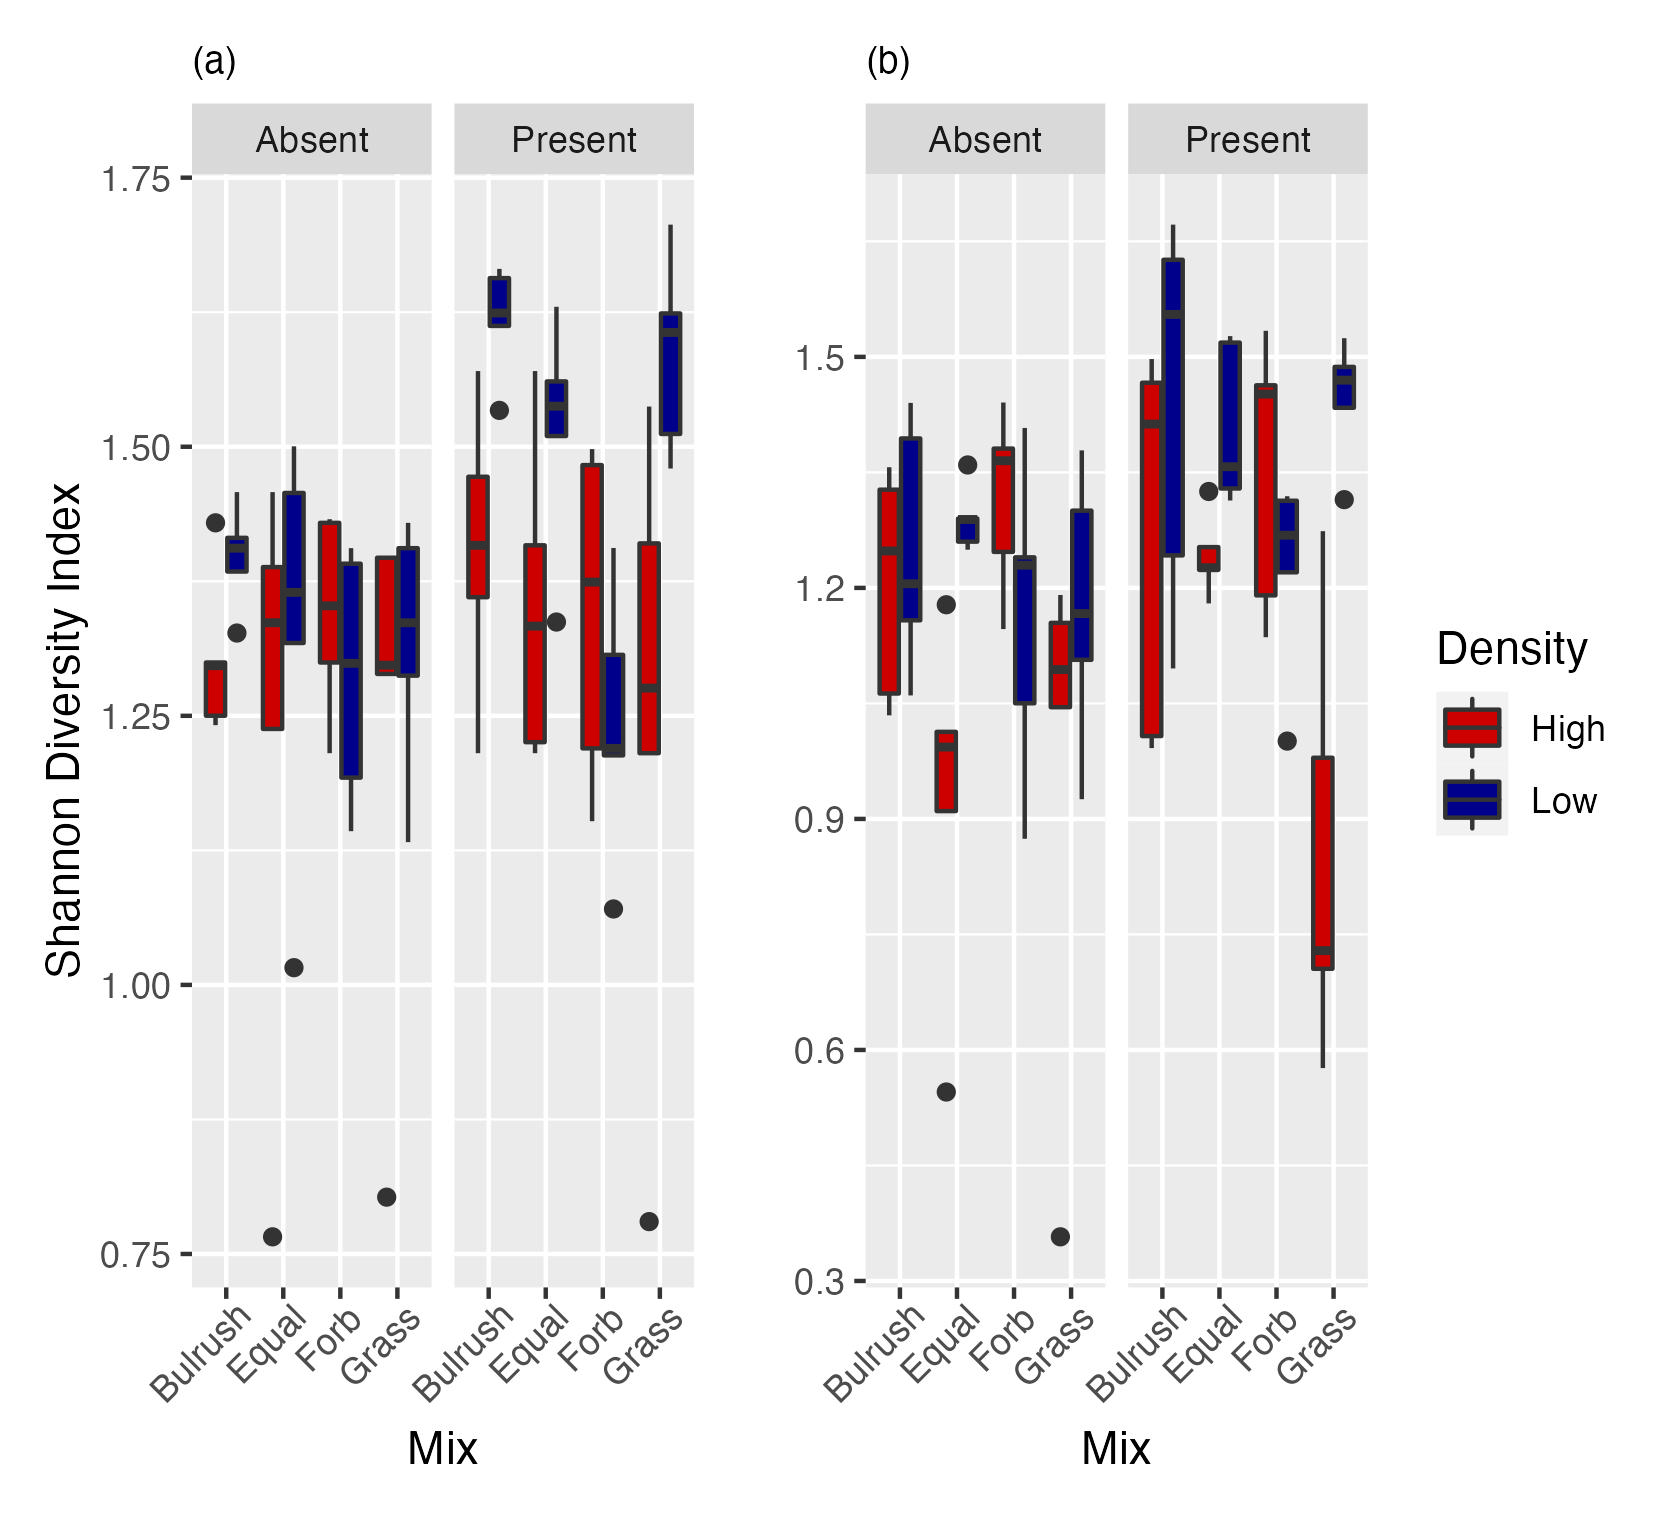 (a)
(b)
Absent
Present
Absent
Present
Shannon Diversity Index
1.75
1.50
1.25
1.00
0.75
Bulrush
Equal
Forb
Grass
Bulrush
Equal
Forb
Grass
Mix
1.5
1.2
0.9
0.6
0.3
Bulrush
Equal
Forb
Grass
Bulrush
Equal
Forb
Grass
Mix
Density
High
Low